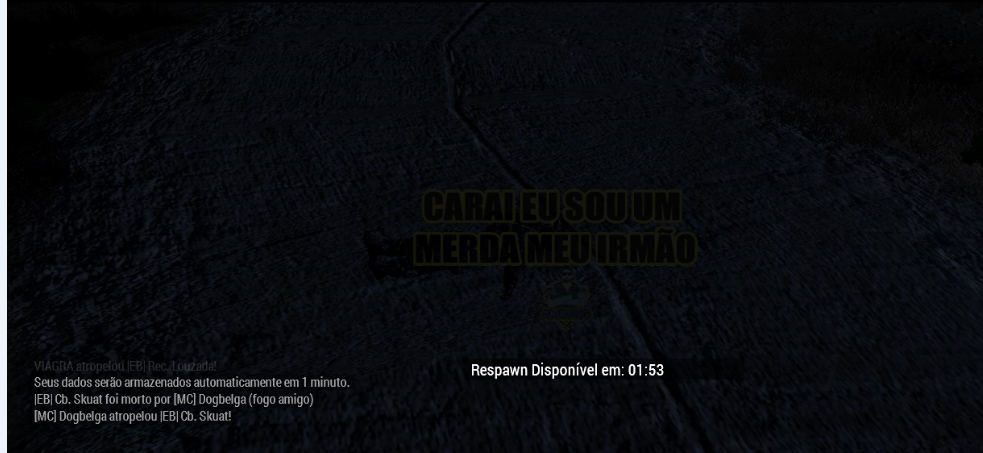 CARAI EU SOU UM
MERDA MEU IRMÃO
VIAGRA atropelou |EB| Rec. Louzada!
Seus dados serão armazenados automaticamente em 1 minuto.
|EB| Cb. Skuat foi morto por [MC] Dogbelga (fogo amigo)
[MC] Dogbelga atropelou |EB| Cb. Skuat!
Respawn Disponível em: 01:53